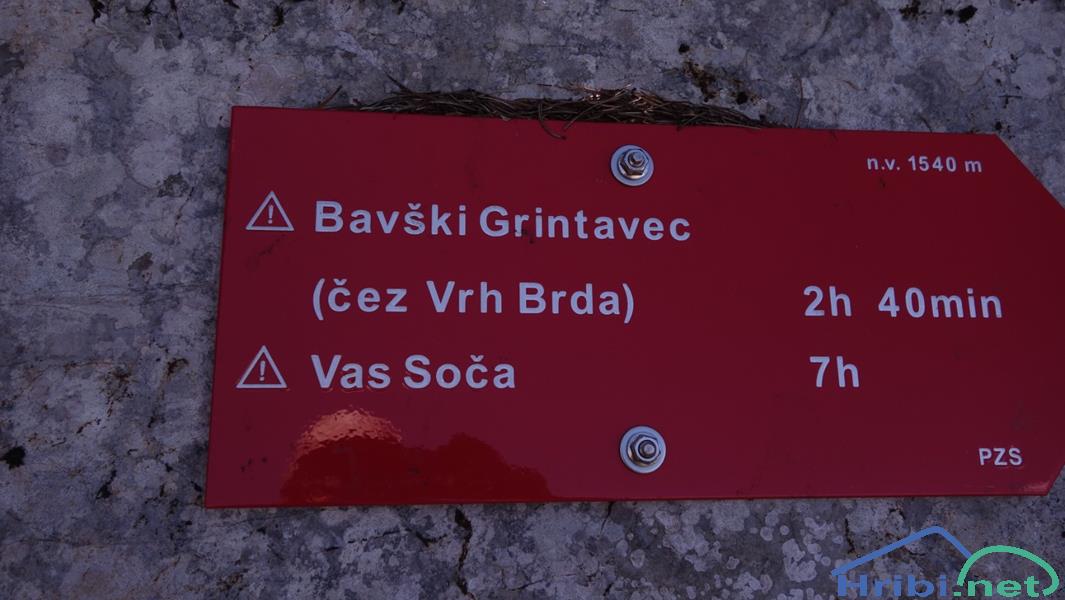 n.v. 1540 m
Bavški Grintavec
(čez Vrh Brda) 2h 40min
Vas Soča 7h
PZS
Hribi.net